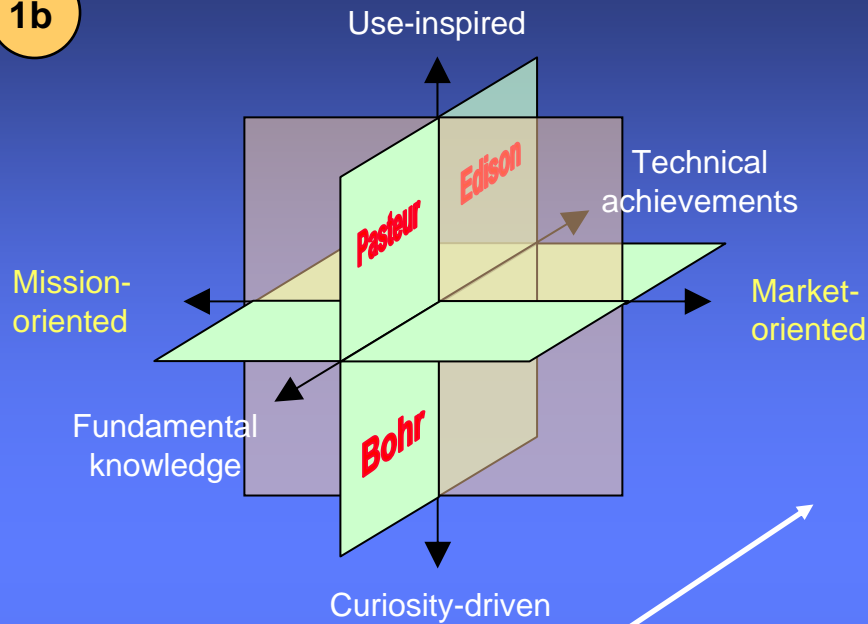 1b
Use-inspired
Edison
Technical
achievements
Pasteur
Mission-
oriented
Market-
oriented
Fundamental
knowledge
Bohr
Curiosity-driven